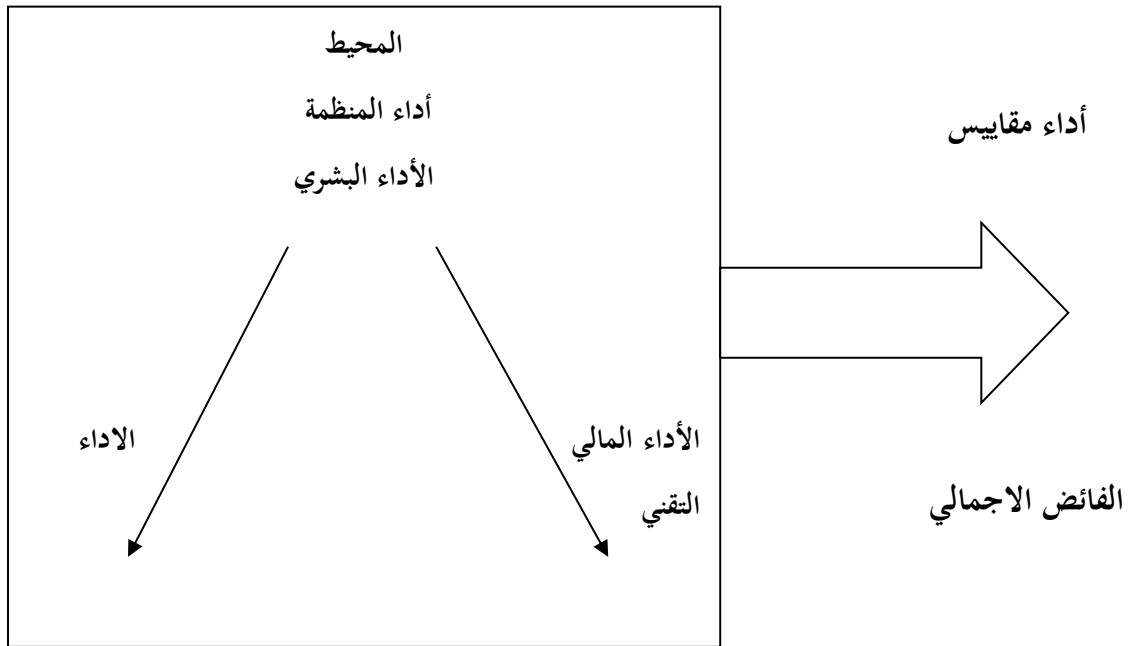 المحيط
أداء المنظمة
الأداء البشري
أداء مقاييس
الأداء المالي
الاداء
التقني
الفائض الاجمالي